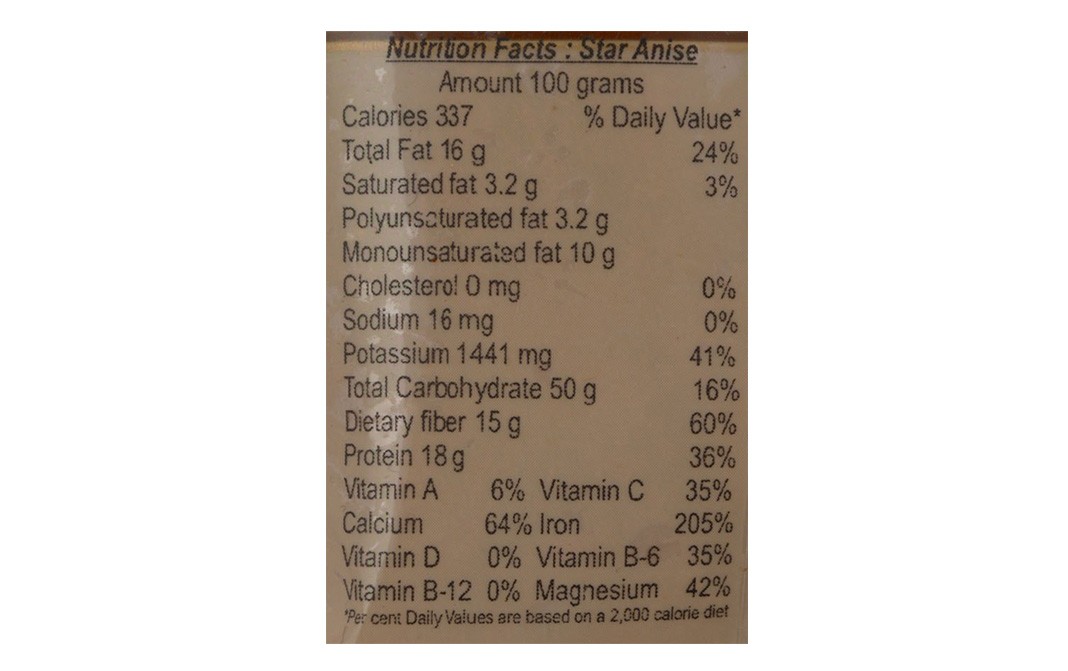 Nutrition Facts : Star Anise
Amount 100 grams
Calories 337 % Daily Value*
Total Fat 16 g 24%
Saturated fat 3.2 g 3%
Polyunsaturated fat 3.2 g
Monounsaturated fat 10 g
Cholesterol 0 mg 0%
Sodium 16 mg 0%
Potassium 1441 mg 41%
Total Carbohydrate 50 g 16%
Dietary fiber 15 g 60%
Protein 18 g 36%
Vitamin A 6% Vitamin C 35%
Calcium 64% Iron 205%
Vitamin D 0% Vitamin B-6 35%
Vitamin B-12 0% Magnesium 42%
*Per cent Daily Values are based on a 2,000 calorie diet